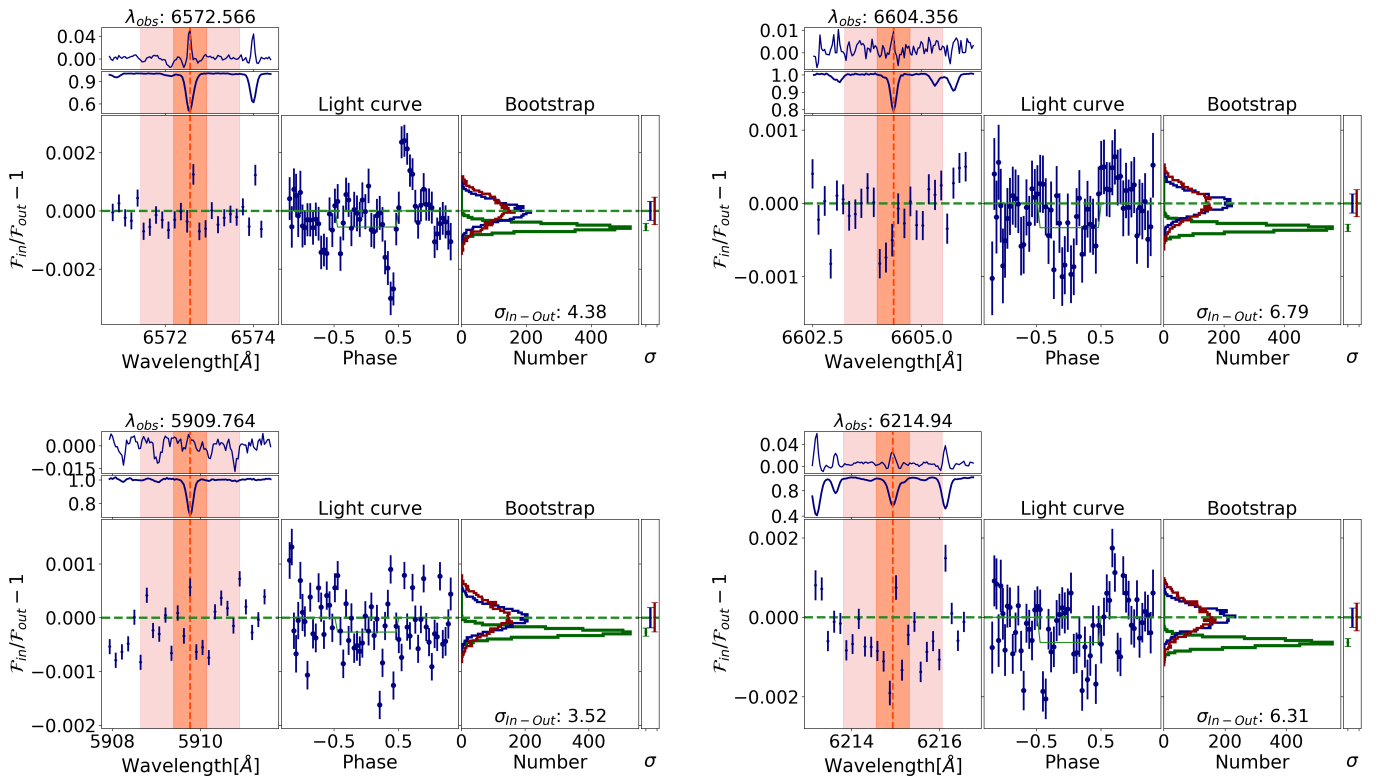 λobs: 6572.566
0.04
0.00
0.9
0.6
Light curve
Bootstrap
0.002
0.000
−0.002
Fin/Fout − 1
σIn−Out: 4.38
6572
6574
−0.5
0.5
0
200
400
Wavelength[Å]
Phase
Number
σ
λobs: 6604.356
0.01
0.00
1.0
0.9
0.8
Light curve
Bootstrap
0.001
0.000
−0.001
Fin/Fout − 1
σIn−Out: 6.79
6602.5
6605.0
−0.5
0.5
0
200
400
Wavelength[Å]
Phase
Number
σ
λobs: 5909.764
0.000
−0.015
1.0
0.8
Light curve
Bootstrap
0.001
0.000
−0.001
−0.002
Fin/Fout − 1
σIn−Out: 3.52
5908
5910
−0.5
0.5
0
200
400
Wavelength[Å]
Phase
Number
σ
λobs: 6214.94
0.04
0.00
0.8
0.4
Light curve
Bootstrap
0.002
0.000
−0.002
Fin/Fout − 1
σIn−Out: 6.31
6214
6216
−0.5
0.5
0
200
400
Wavelength[Å]
Phase
Number
σ